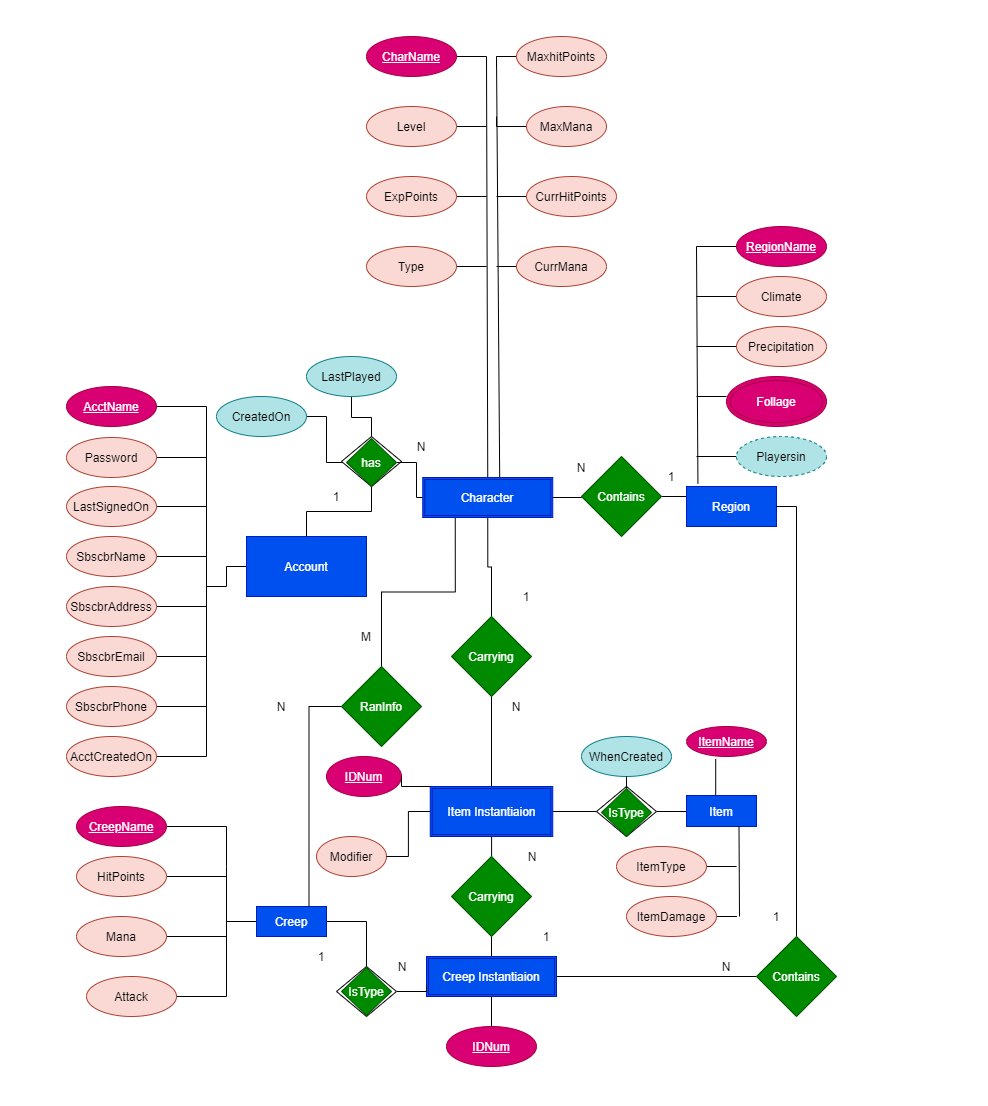 CharName
MaxhitPoints
Level
MaxMana
ExpPoints
CurrHitPoints
Type
CurrMana
RegionName
Climate
Precipitation
Follage
Playersin
LastPlayed
CreatedOn
has
N
1
AcctName
Password
LastSignedOn
SbscbrName
SbscbrAddress
SbscbrEmail
SbscbrPhone
AcctCreatedOn
Account
Character
N
Contains
1
Region
1
Carrying
N
M
RanInfo
N
IDNum
Modifier
Item Instantiaion
WhenCreated
IsType
ItemName
Item
ItemType
ItemDamage
N
Carrying
1
CreepName
HitPoints
Mana
Attack
Creep
1
IsType
N
Creep Instantiaion
N
1
Contains
IDNum